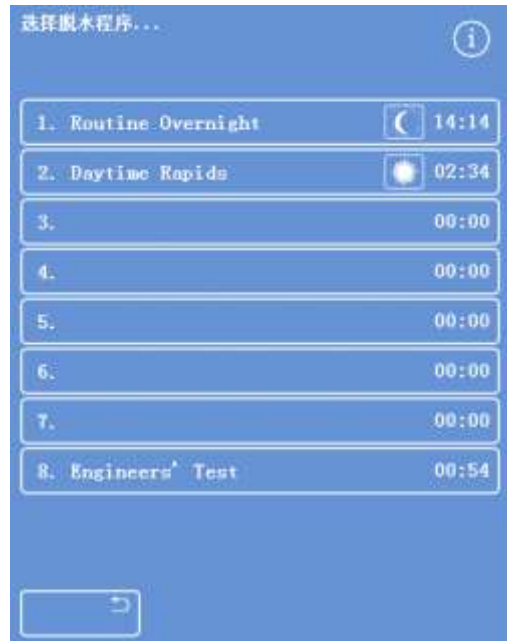 选择脱水程序...
i
1. Routine Overnight 14:14
2. Daytime Rapids 02:34
3. 00:00
4. 00:00
5. 00:00
6. 00:00
7. 00:00
8. Engineers' Test 00:54